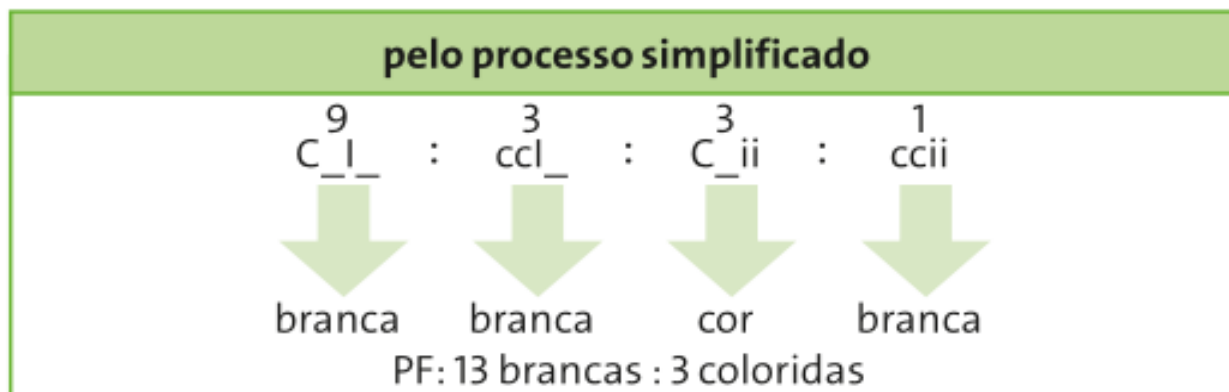 pelo processo simplificado
9 3 3 1
C_I_ : ccI_ : C_ii : ccii
branca branca cor branca
PF: 13 brancas : 3 coloridas